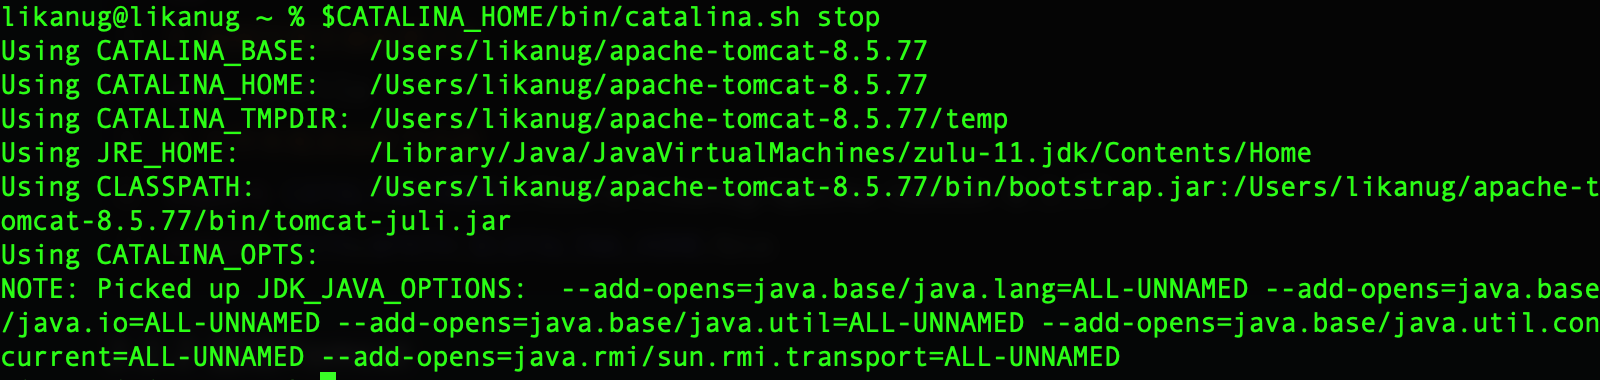 likanug@likanug ~ % $CATALINA_HOME/bin/catalina.sh stop
Using CATALINA_BASE:   /Users/likanug/apache-tomcat-8.5.77
Using CATALINA_HOME:   /Users/likanug/apache-tomcat-8.5.77
Using CATALINA_TMPDIR: /Users/likanug/apache-tomcat-8.5.77/temp
Using JRE_HOME:        /Library/Java/JavaVirtualMachines/zulu-11.jdk/Contents/Home
Using CLASSPATH:       /Users/likanug/apache-tomcat-8.5.77/bin/bootstrap.jar:/Users/likanug/apache-t
omcat-8.5.77/bin/tomcat-juli.jar
Using CATALINA_OPTS:
NOTE: Picked up JDK_JAVA_OPTIONS:  --add-opens=java.base/java.lang=ALL-UNNAMED --add-opens=java.base
/java.io=ALL-UNNAMED --add-opens=java.base/java.util=ALL-UNNAMED --add-opens=java.base/java.util.con
current=ALL-UNNAMED --add-opens=java.rmi/sun.rmi.transport=ALL-UNNAMED